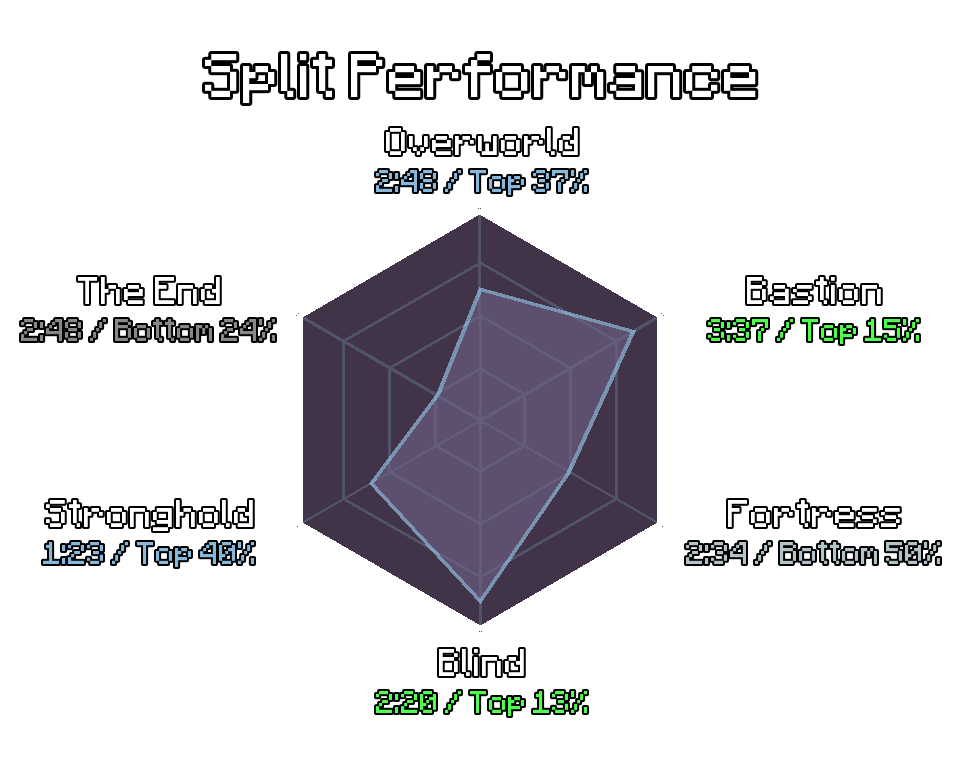 Split Performance
Overworld
2:48 / Top 37%
The End
2:48 / Bottom 24%
Bastion
3:37 / Top 15%
Stronghold
1:23 / Top 40%
Fortress
2:34 / Bottom 50%
Blind
2:20 / Top 13%